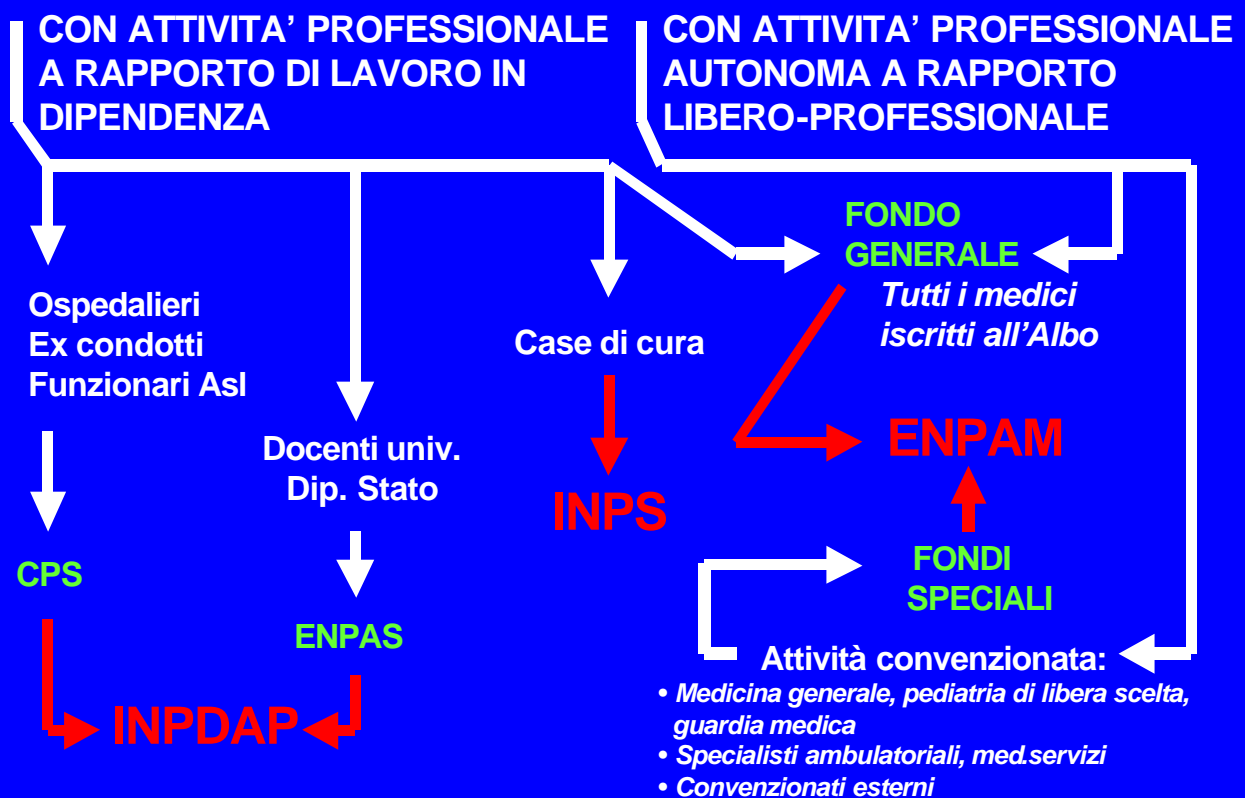 CON ATTIVITA’ PROFESSIONALE
A RAPPORTO DI LAVORO IN
DIPENDENZA
CON ATTIVITA’ PROFESSIONALE
AUTONOMA A RAPPORTO
LIBERO-PROFESSIONALE
Ospedalieri
Ex condotti
Funzionari Asl
CPS
Docenti univ.
Dip. Stato
ENPAS
INPDAP
Case di cura
INPS
FONDO
GENERALE
Tutti i medici
iscritti all’Albo
ENPAM
FONDI
SPECIALI
Attività convenzionata:
• Medicina generale, pediatria di libera scelta,
guardia medica
• Specialisti ambulatoriali, med.servizi
• Convenzionati esterni